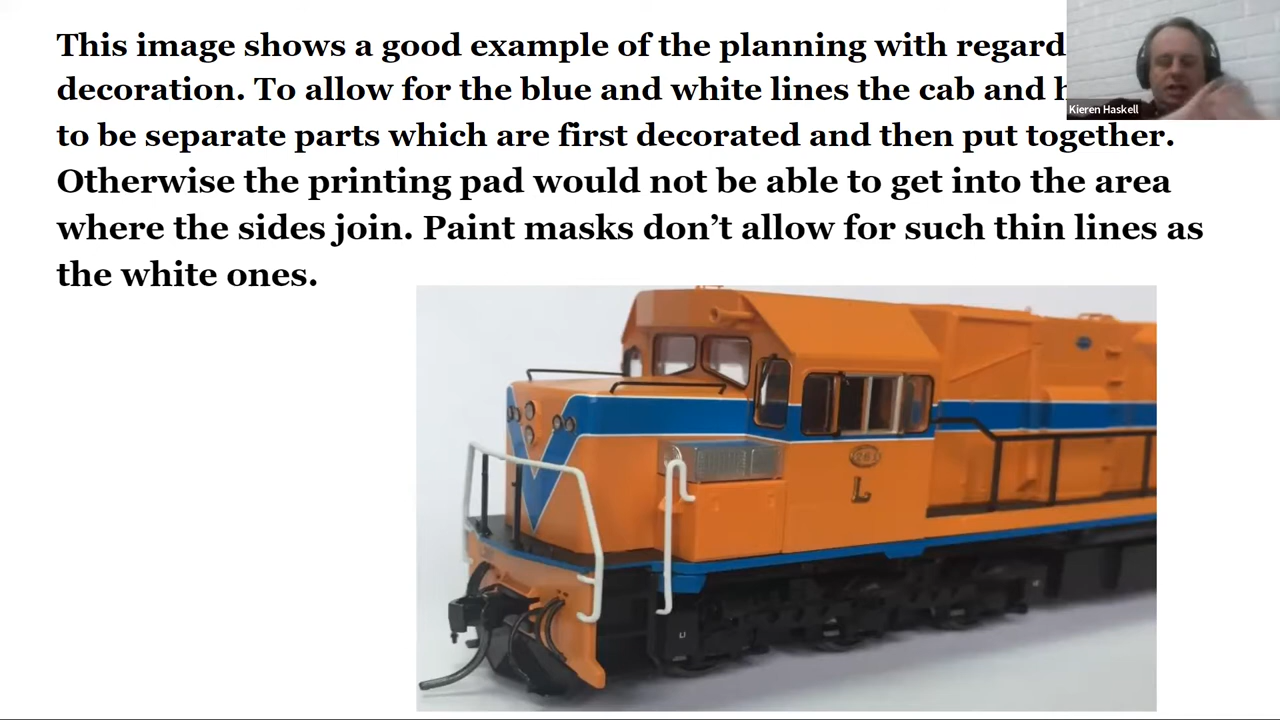 This image shows a good example of the planning with regard
decoration. To allow for the blue and white lines the cab and
to be separate parts which are first decorated and then put together.
Otherwise the printing pad would not be able to get into the area
where the sides join. Paint masks don’t allow for such thin lines as
the white ones.
Kieren Haskell
L